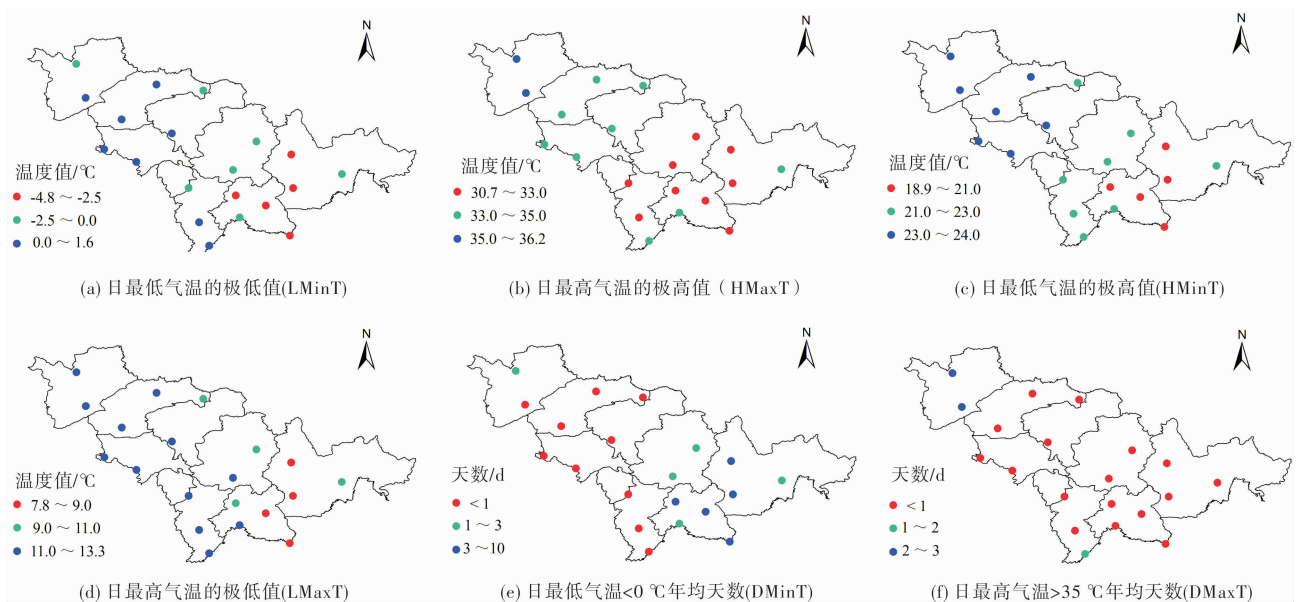 N
温度值/℃
-4.8～-2.5
-2.5～0.0
0.0～1.6
(a) 日最低气温的极低值(LMinT)
N
温度值/℃
30.7～33.0
33.0～35.0
35.0～36.2
(b) 日最高气温的极高值（HMaxT）
N
温度值/℃
18.9～21.0
21.0～23.0
23.0～24.0
(c) 日最低气温的极高值(HMinT)
N
温度值/℃
7.8～9.0
9.0～11.0
11.0～13.3
(d) 日最高气温的极低值(LMaxT)
N
天数/d
<1
1～3
3～10
(e) 日最低气温<0 ℃年均天数(DMinT)
N
天数/d
<1
1～2
2～3
(f) 日最高气温>35 ℃年均天数(DMaxT)